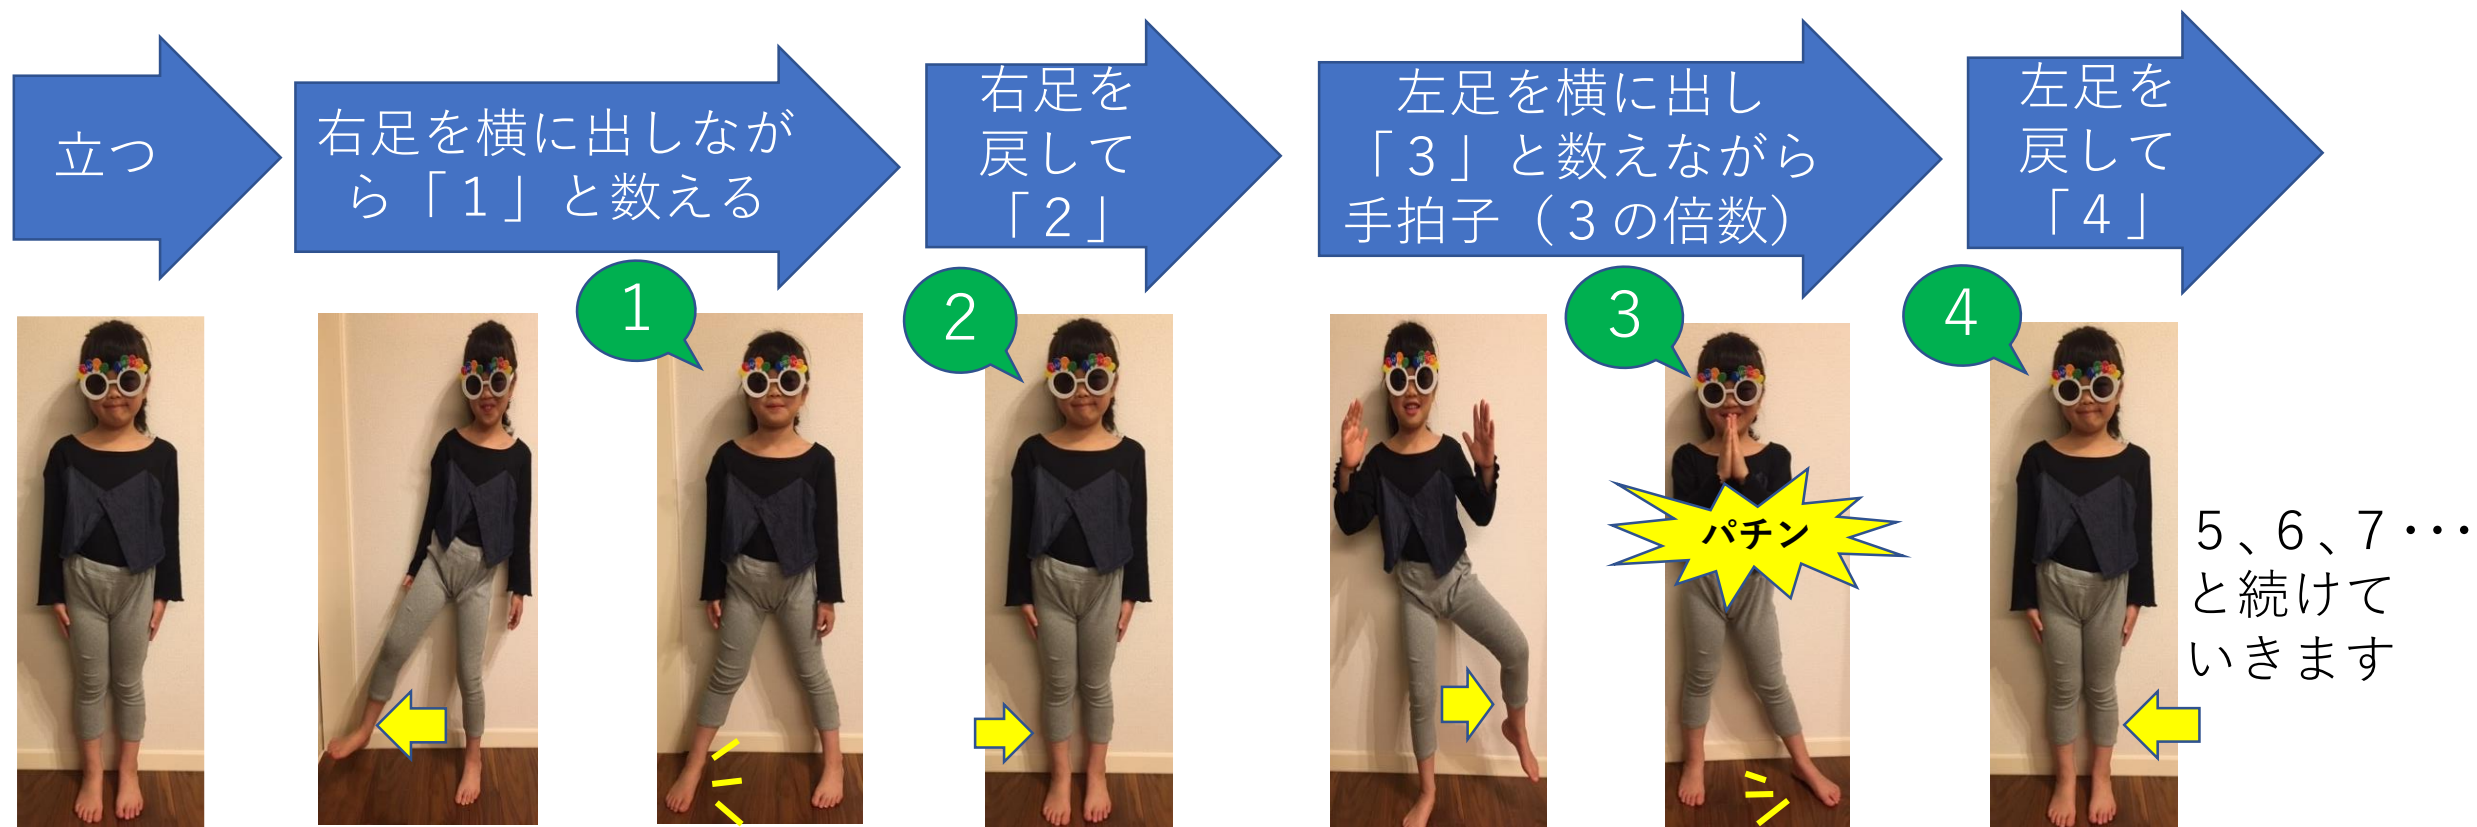 立つ
右足を横に出しなが
ら「１」と数える
右足を
戻して
「２」
左足を横に出し
「３」と数えながら
手拍子（３の倍数）
左足を
戻して
「４」
1
2
3
4
パチン
５、６、７・・・
と続けて
いきます